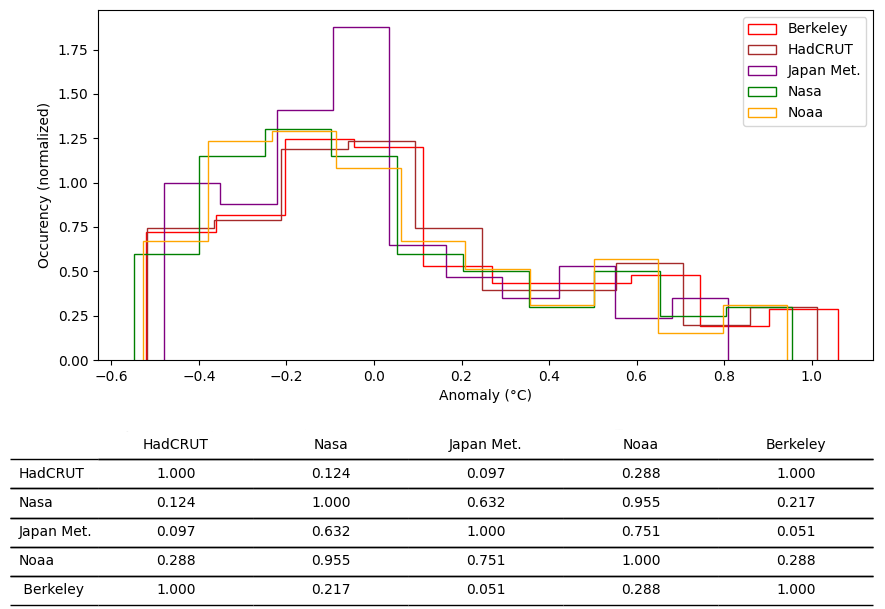 Berkeley
HadCRUT
Japan Met.
Nasa
Noaa
Occurency (normalized)
1.75
1.50
1.25
1.00
0.75
0.50
0.25
0.00
−0.6 −0.4 −0.2 0.0 0.2 0.4 0.6 0.8 1.0
Anomaly (°C)
HadCRUT Nasa Japan Met. Noaa Berkeley
HadCRUT 1.000 0.124 0.097 0.288 1.000
Nasa 0.124 1.000 0.632 0.955 0.217
Japan Met. 0.097 0.632 1.000 0.751 0.051
Noaa 0.288 0.955 0.751 1.000 0.288
Berkeley 1.000 0.217 0.051 0.288 1.000